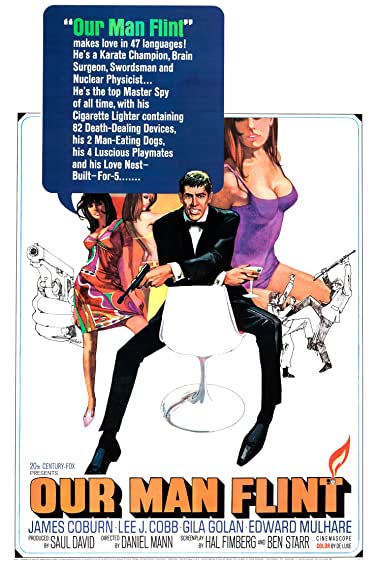 "Our Man Flint"
makes love in 47 languages!
He's a Karate Champion, Brain
Surgeon, Swordsman and
Nuclear Physicist...
He's the top Master Spy
of all time, with his
Cigarette Lighter containing
82 Death-Dealing Devices,
his 2 Man-Eating Dogs,
his 4 Luscious Playmates
and his Love Nest-
Built-For-5.......
20th CENTURY-FOX
PRESENTS
OUR MAN FLINT
JAMES COBURN · LEE J. COBB · GILA GOLAN · EDWARD MULHARE
PRODUCED BY SAUL DAVID DIRECTED BY DANIEL MANN SCREENPLAY BY HAL FIMBERG AND BEN STARR CINEMASCOPE COLOR BY DE LUXE